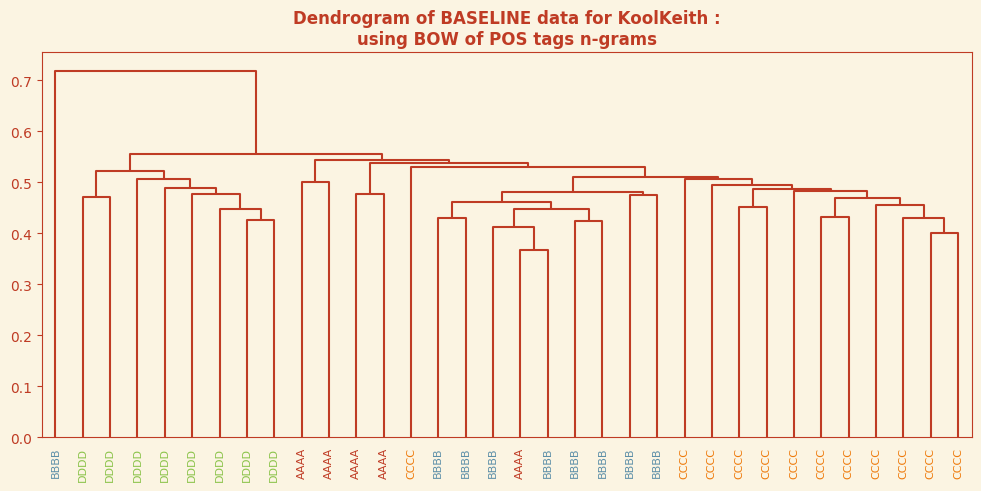 Dendrogram of BASELINE data for KoolKeith :
using BOW of POS tags n-grams
0.7
0.6
0.5
0.4
0.3
0.2
0.1
0.0
BBBB
DDDD
DDDD
DDDD
DDDD
DDDD
DDDD
DDDD
DDDD
AAAA
AAAA
AAAA
AAAA
CCCC
BBBB
BBBB
BBBB
AAAA
BBBB
BBBB
BBBB
BBBB
BBBB
CCCC
CCCC
CCCC
CCCC
CCCC
CCCC
CCCC
CCCC
CCCC
CCCC
CCCC